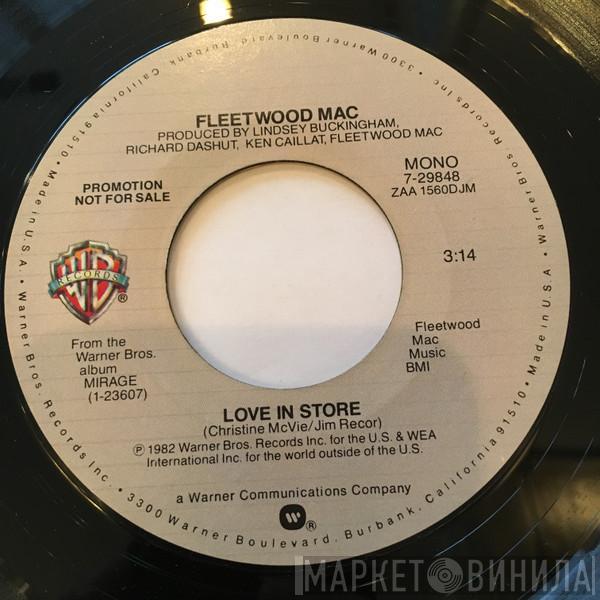 FLEETWOOD MAC
PRODUCED BY LINDSEY BUCKINGHAM,
RICHARD DASHUT, KEN CAILLAT, FLEETWOOD MAC
PROMOTION
NOT FOR SALE
MONO
7-29848
ZAA 1560DJM
3:14
WB
RECORDS
®
From the
Warner Bros.
album
MIRAGE
(1-23607)
Fleetwood
Mac
Music
BMI
LOVE IN STORE
(Christine McVie/Jim Recor)
℗ 1982 Warner Bros. Records Inc. for the U.S. & WEA
International Inc. for the world outside of the U.S.
a Warner Communications Company
®
Made in U.S.A. • Warner Bros. Records Inc. • 3300 Warner Boulevard, Burbank, California 91510 • Made in U.S.A. • Warner Bros. Records Inc. • 3300 Warner Boulevard, Burbank, California 91510 •
МАРКЕТ ВИНИЛА